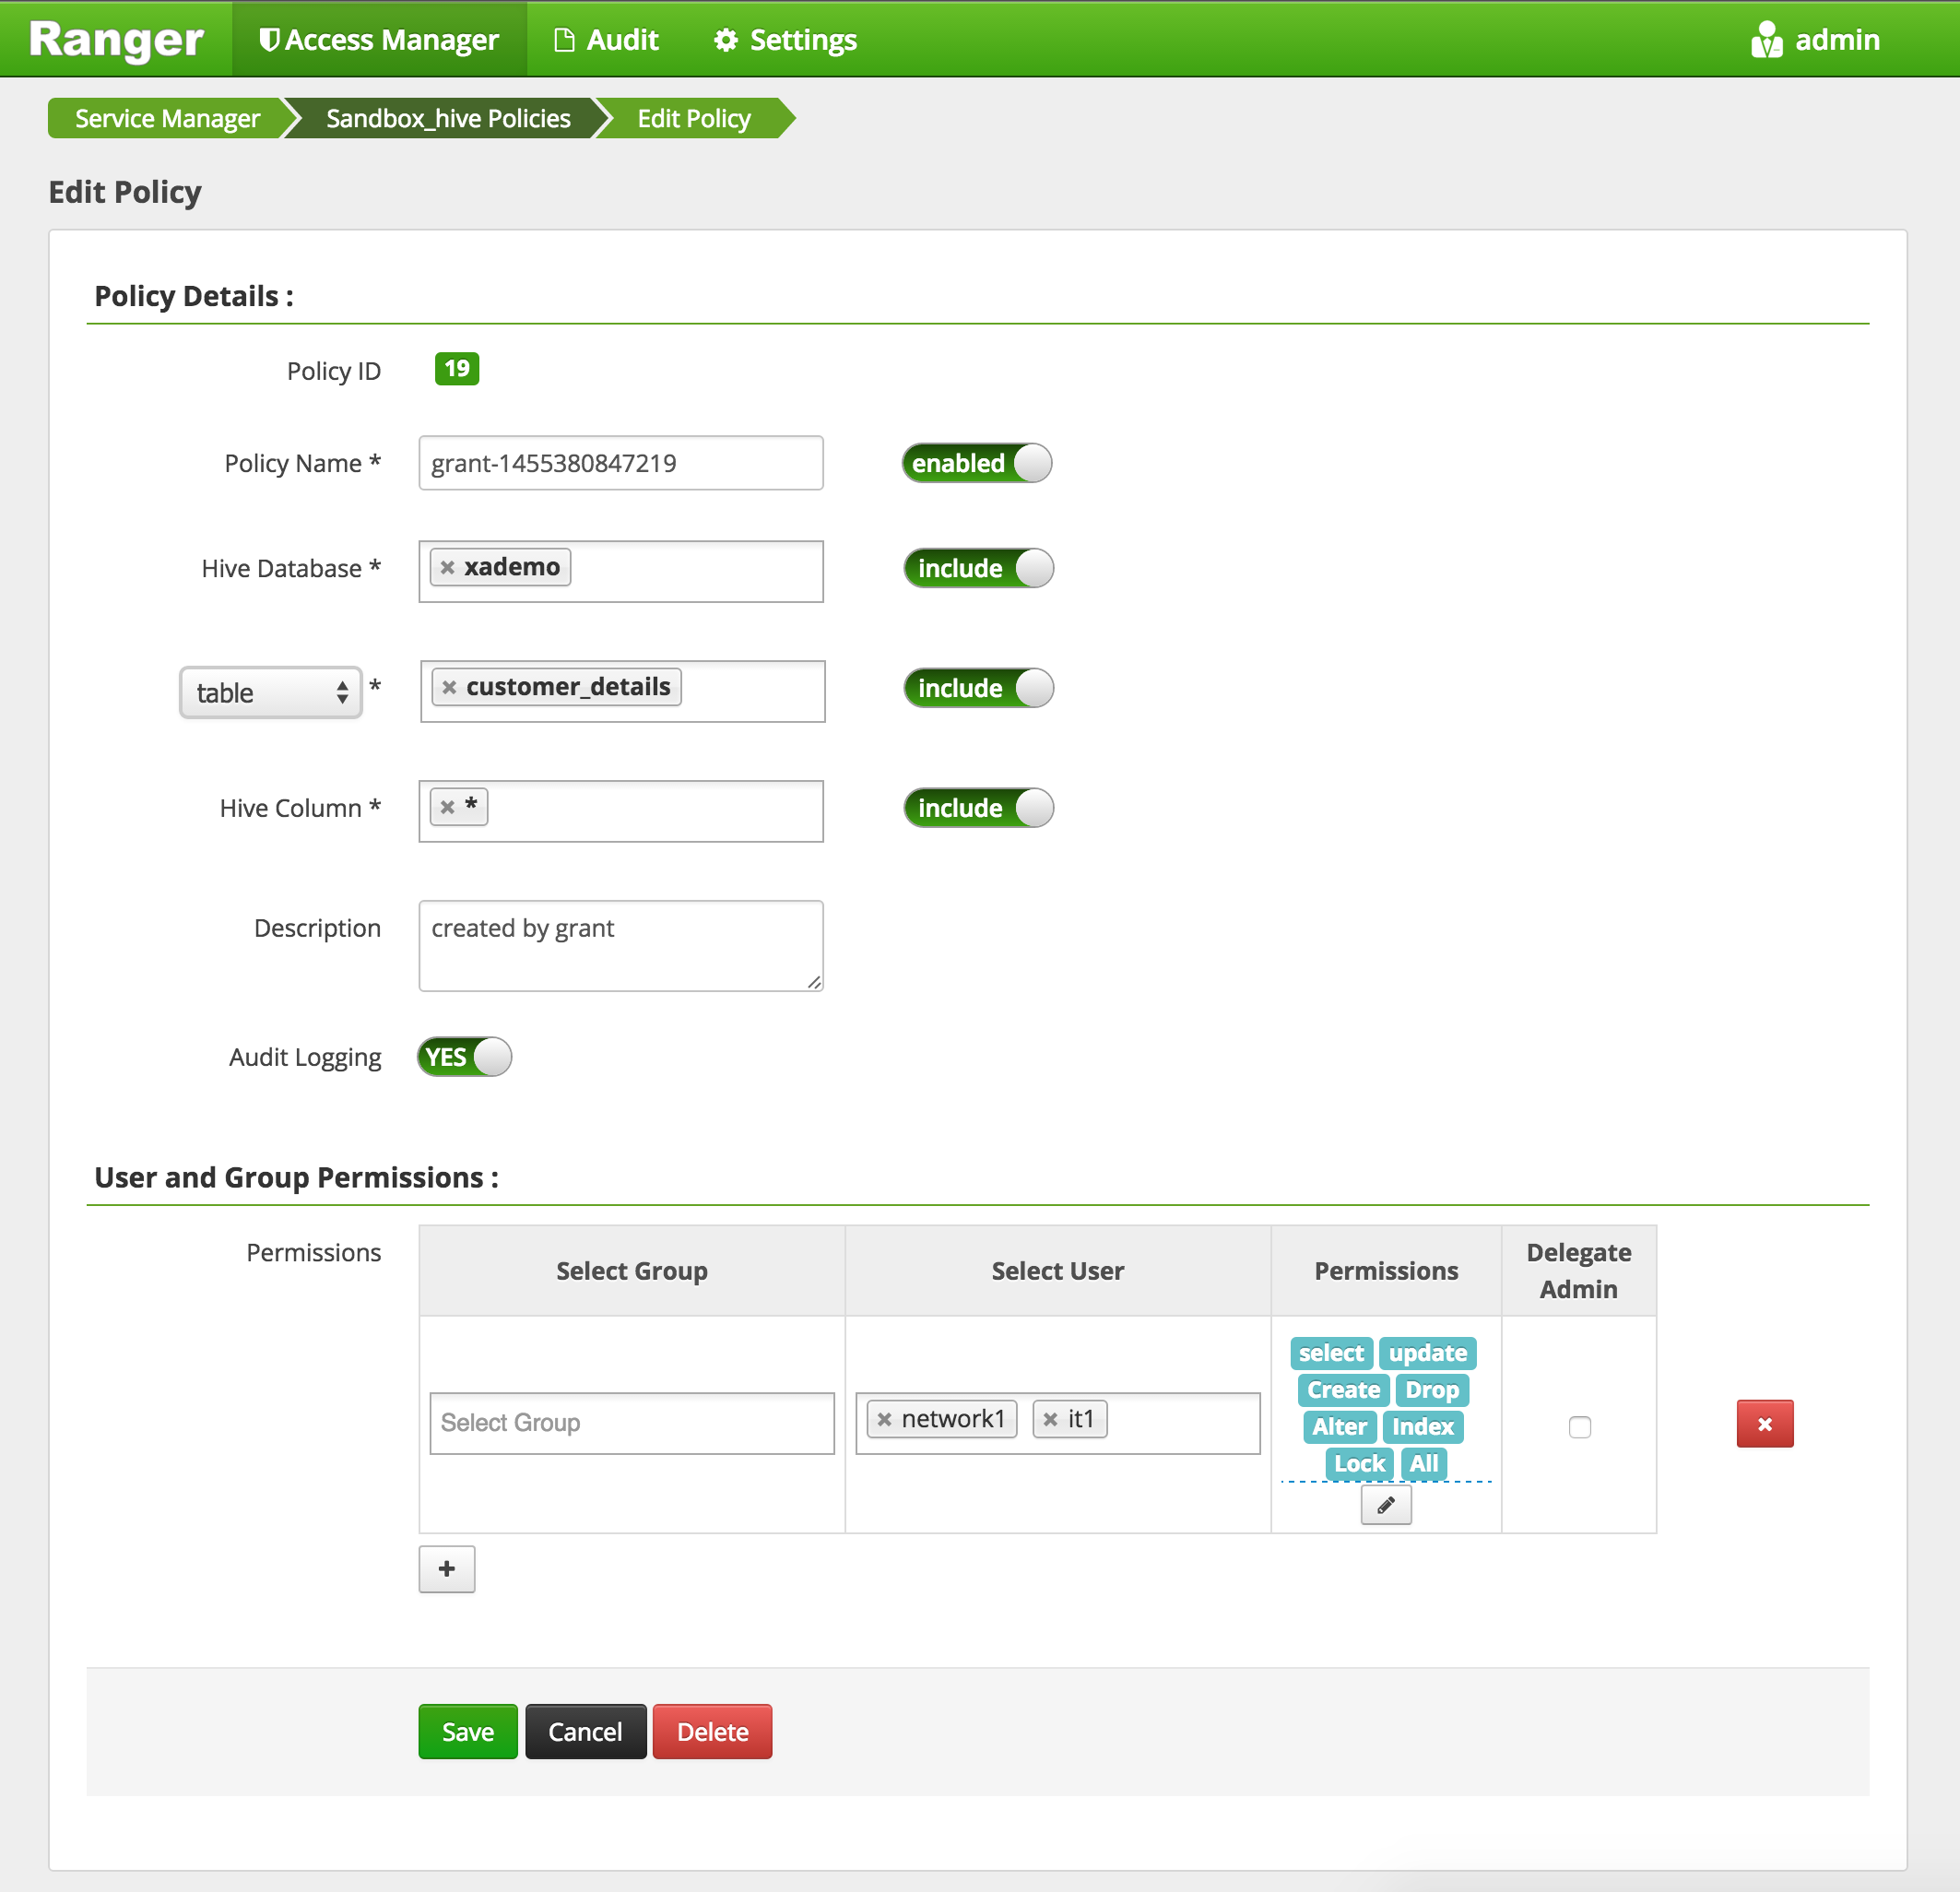 Ranger Access Manager Audit Settings admin
Service Manager Sandbox_hive Policies Edit Policy
Edit Policy
Policy Details :
Policy ID 19
Policy Name * grant-1455380847219 enabled
Hive Database * × xademo include
table * × customer_details include
Hive Column * × * include
Description created by grant
Audit Logging YES
User and Group Permissions :
Permissions Select Group Select User Permissions Delegate Admin
Select Group × network1 × it1
select update
Create Drop
Alter Index
Lock All
+
Save Cancel Delete